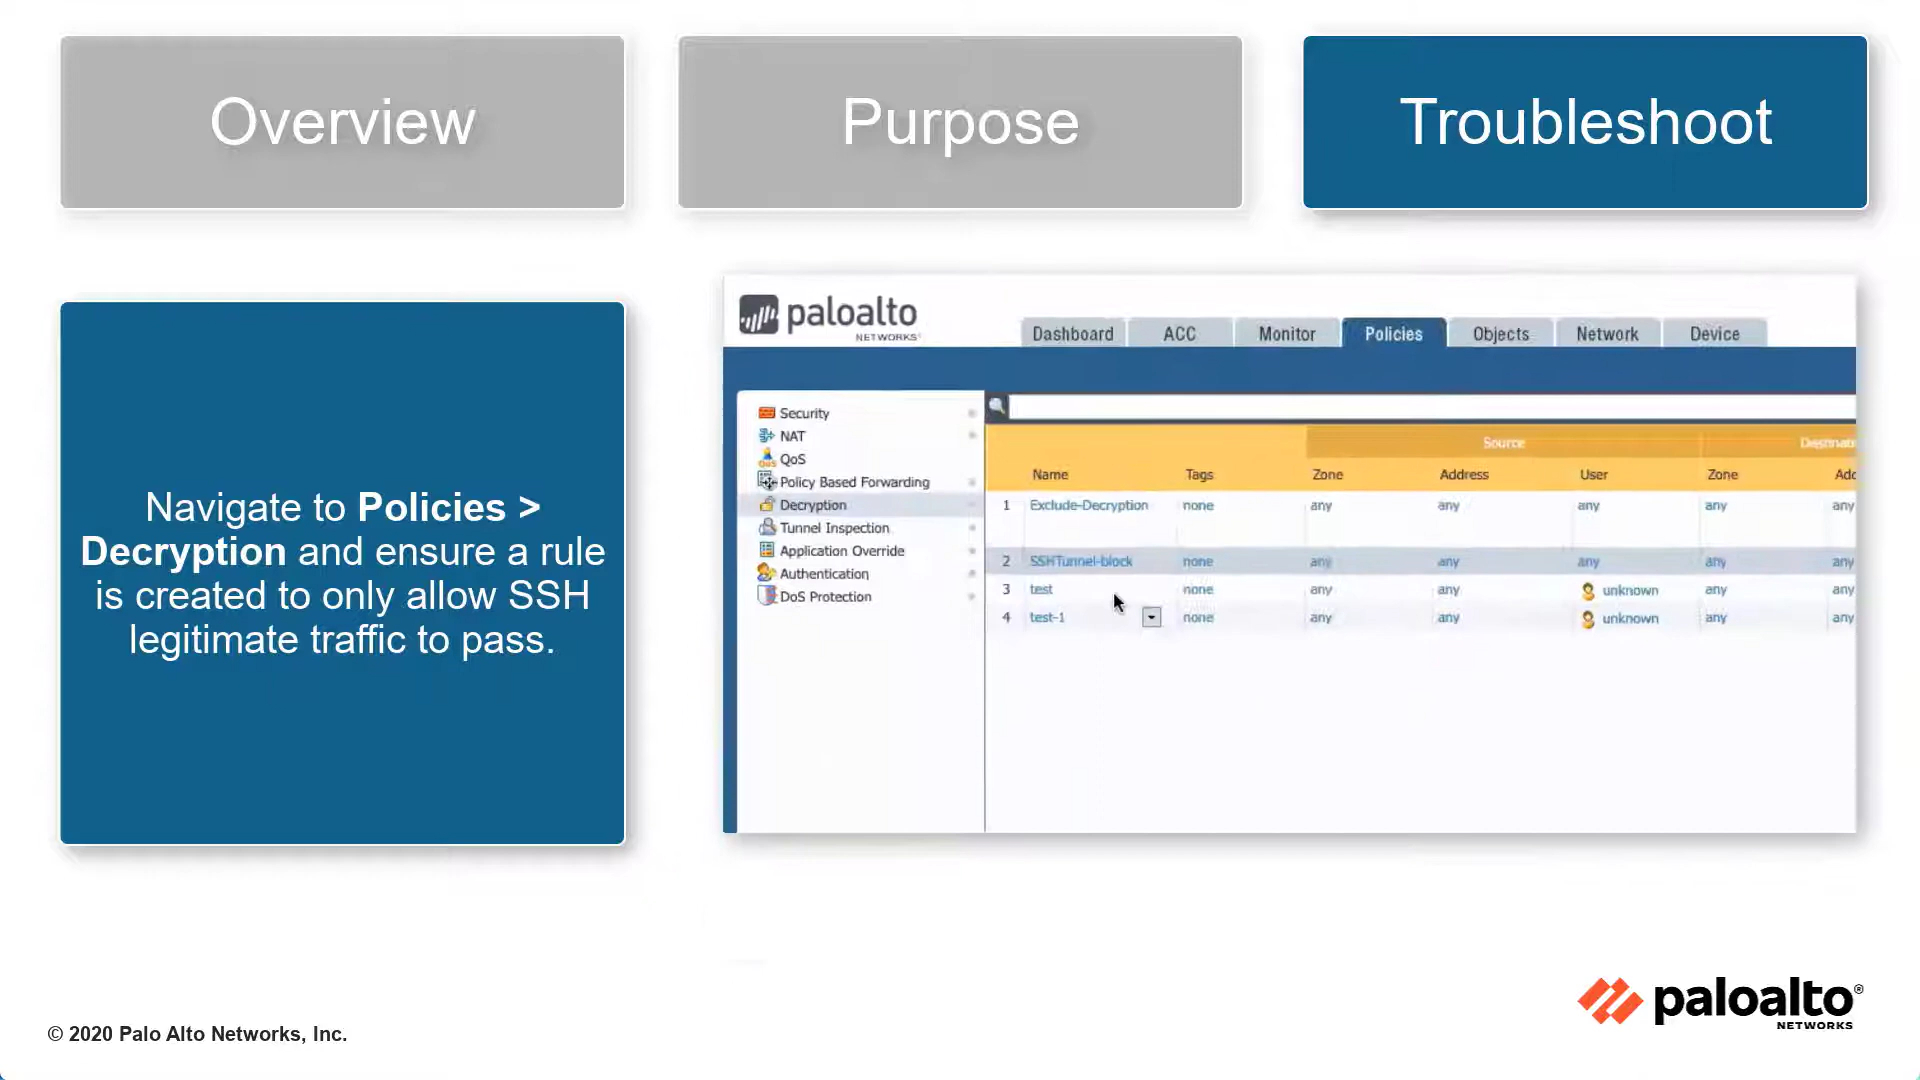 Overview
Purpose
Troubleshoot
Navigate to Policies >
Decryption and ensure a rule
is created to only allow SSH
legitimate traffic to pass.
paloalto
NETWORKS
Dashboard
ACC
Monitor
Policies
Objects
Network
Device
Security
NAT
QoS
Policy Based Forwarding
Decryption
Tunnel Inspection
Application Override
Authentication
DoS Protection
Source
Name Tags Zone Address User Zone
1 Exclude-Decryption none any any any any any
2 SSHTunnel-block none any any any any any
3 test none any any unknown any any
4 test-1 none any any unknown any any
© 2020 Palo Alto Networks, Inc.
paloalto®
NETWORKS